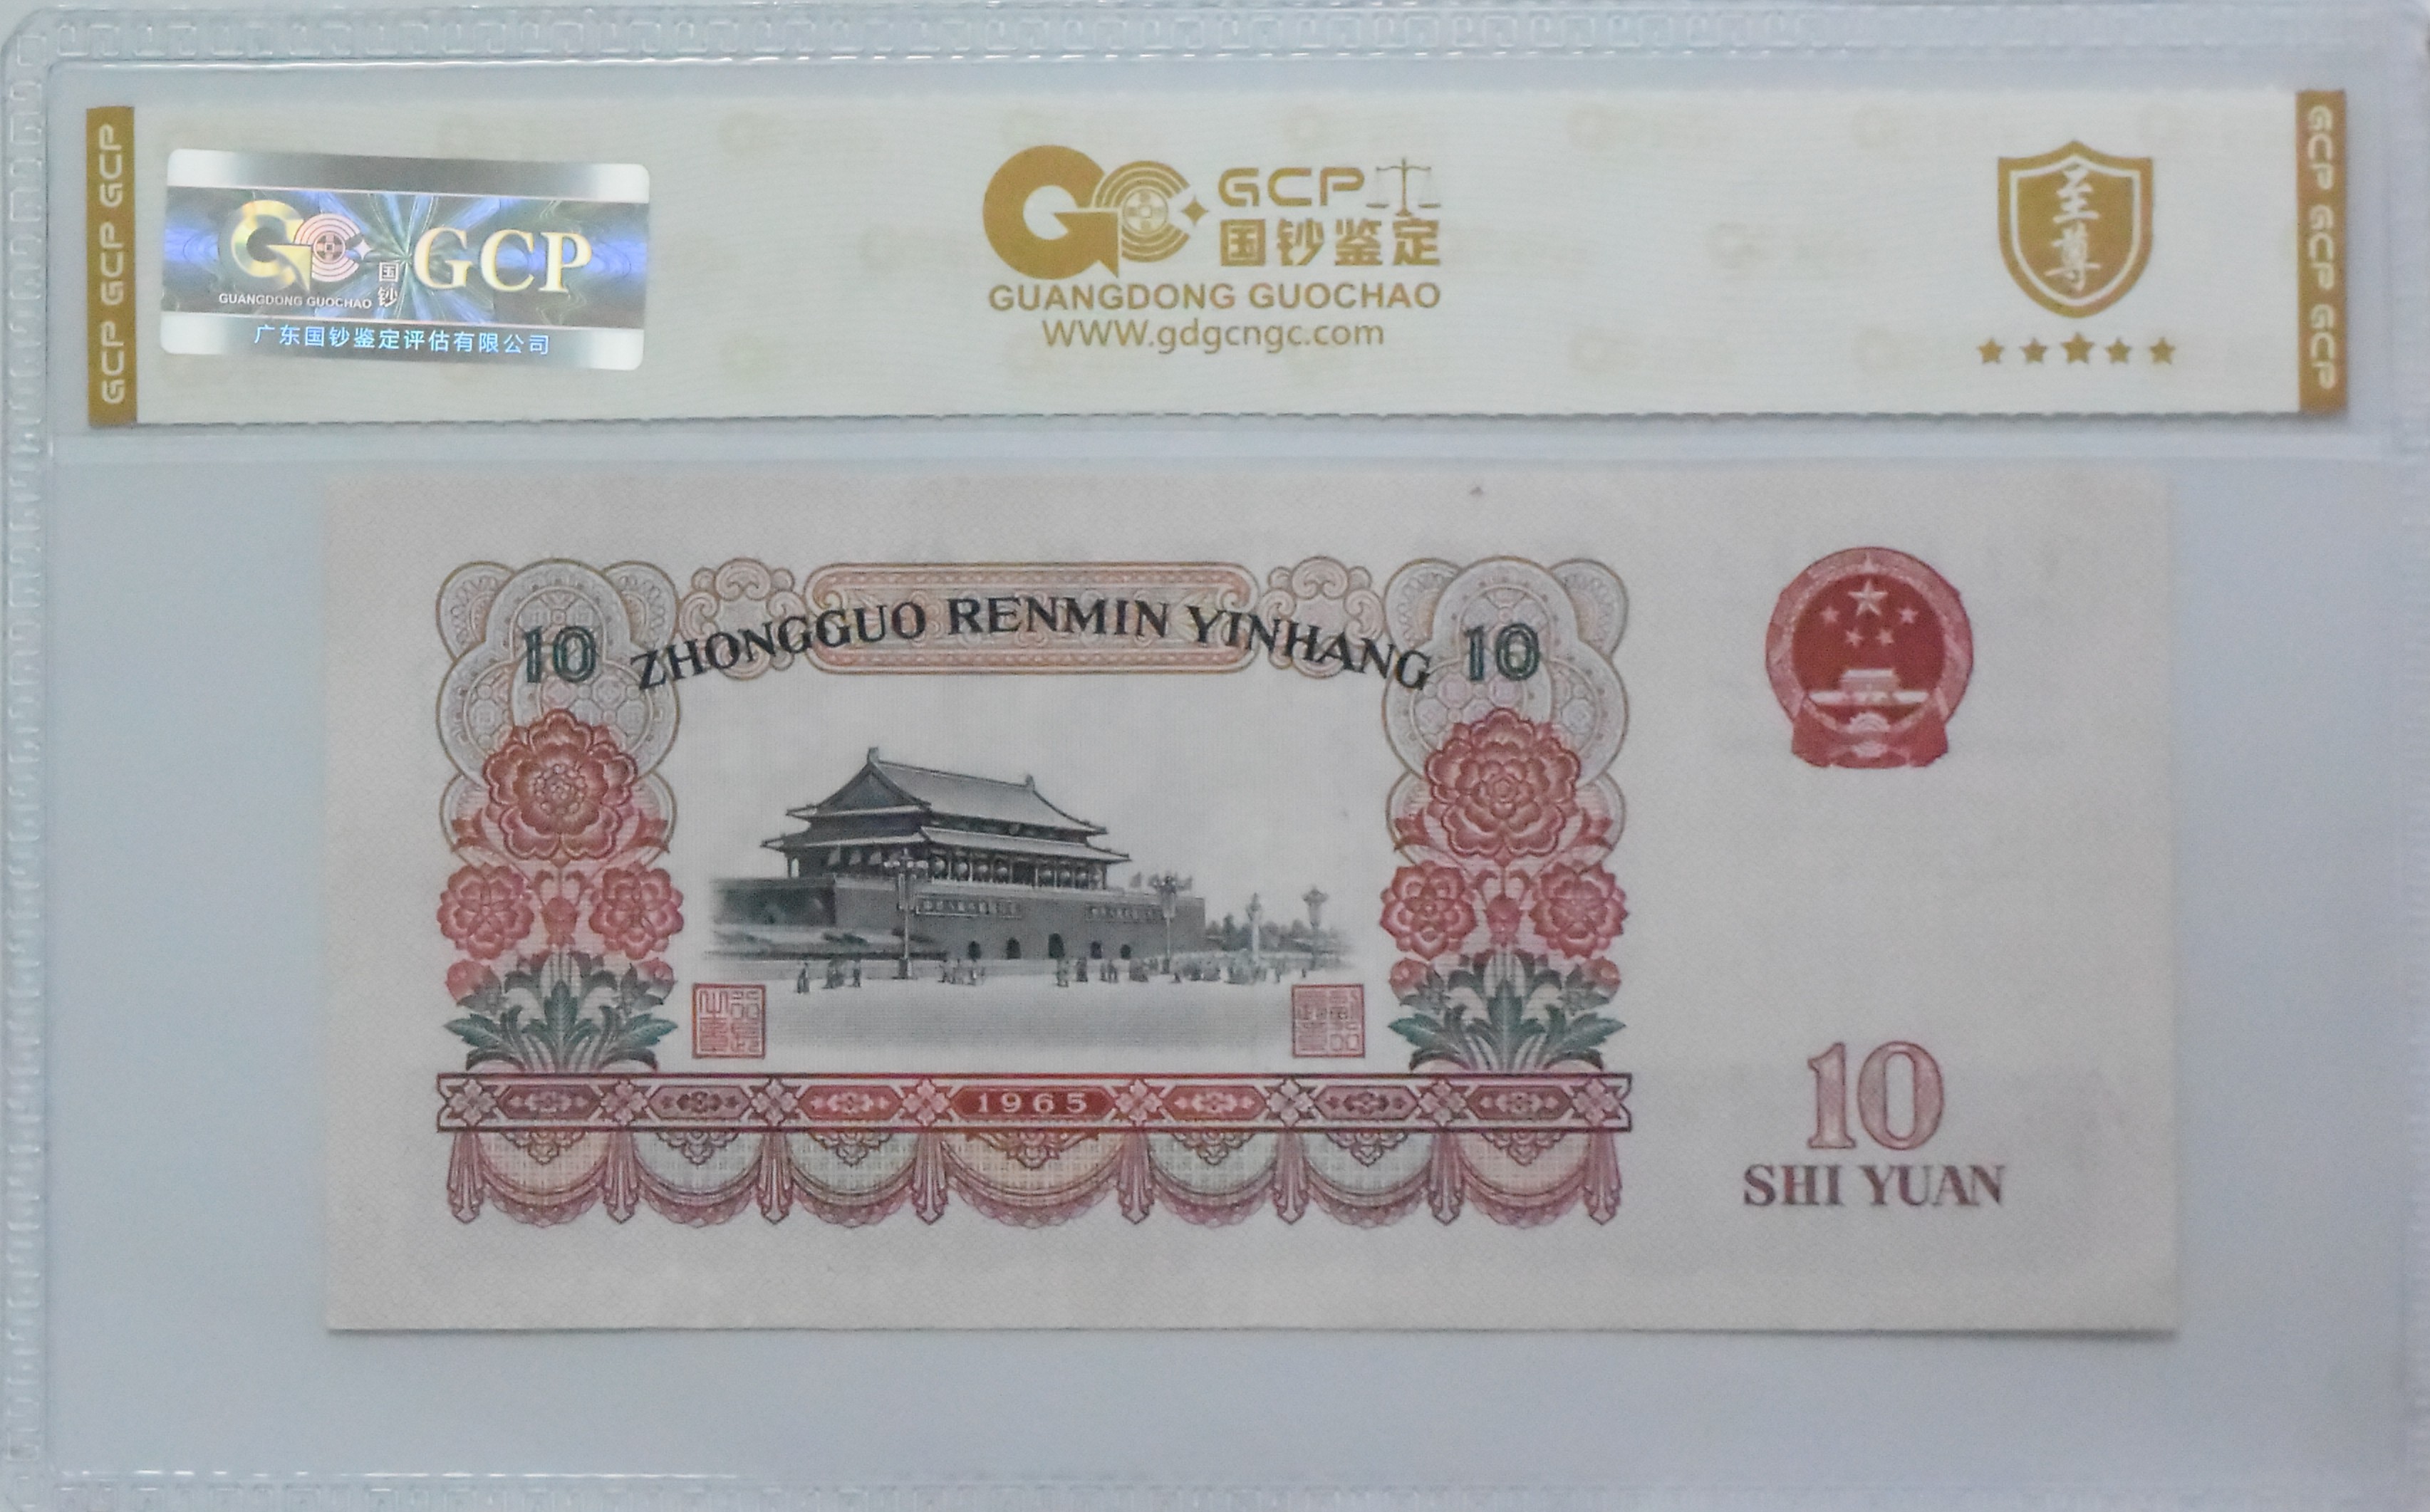 GCP GCP GCP
GCP
国钞
GUANGDONG GUOCHAO
广东国钞鉴定评估有限公司
GCP
国钞鉴定
GUANGDONG GUOCHAO
WWW.gdgcngc.com
至尊
GCP GCP GCP
10 ZHONGGUO RENMIN YINHANG 10
1965
10
SHI YUAN